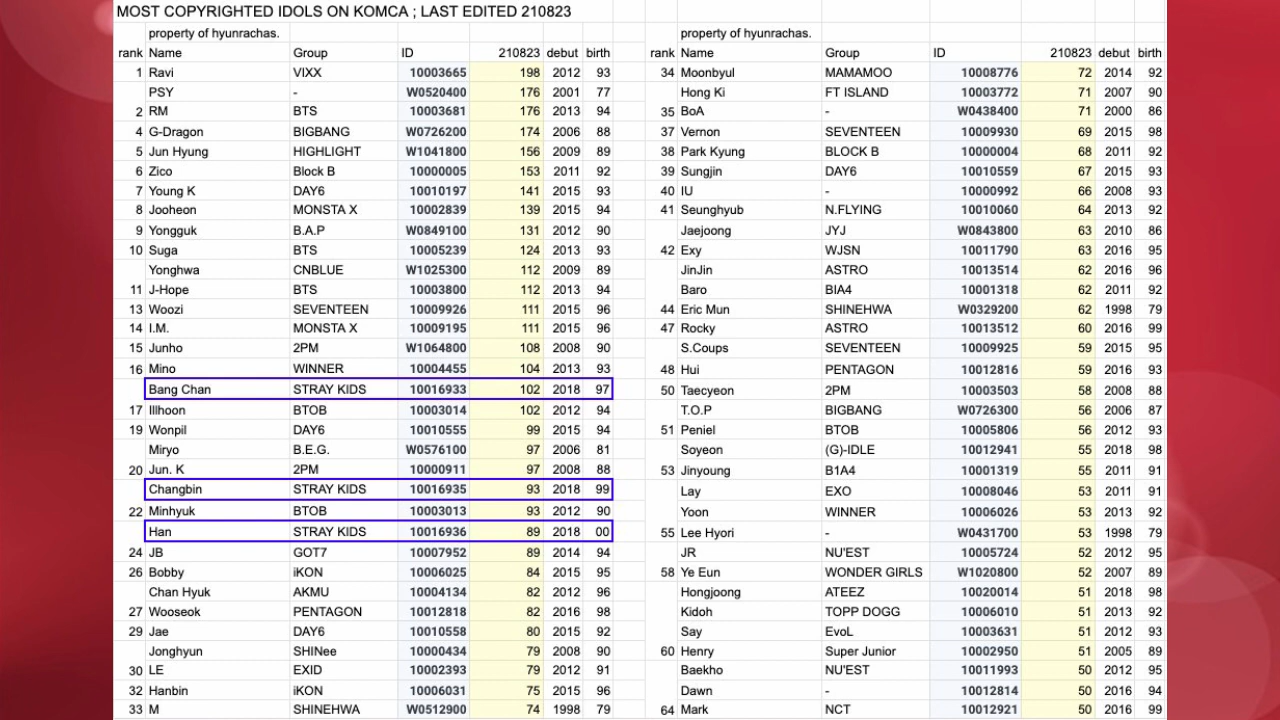 MOST COPYRIGHTED IDOLS ON KOMCA ; LAST EDITED 210823
property of hyunrachas.
rank Name Group ID 210823 debut birth
1 Ravi VIXX 10003665 198 2012 93
PSY - W0520400 176 2001 77
2 RM BTS 10003681 176 2013 94
4 G-Dragon BIGBANG W0726200 174 2006 88
5 Jun Hyung HIGHLIGHT W1041800 156 2009 89
6 Zico Block B 10000005 153 2011 92
7 Young K DAY6 10010197 141 2015 93
8 Jooheon MONSTA X 10002839 139 2015 94
9 Yongguk B.A.P W0849100 131 2012 90
10 Suga BTS 10005239 124 2013 93
Yonghwa CNBLUE W1025300 112 2009 89
11 J-Hope BTS 10003800 112 2013 94
13 Woozi SEVENTEEN 10009926 111 2015 96
14 I.M. MONSTA X 10009195 111 2015 96
15 Junho 2PM W1064800 108 2008 90
16 Mino WINNER 10004455 104 2013 93
Bang Chan STRAY KIDS 10016933 102 2018 97
17 Illhoon BTOB 10003014 102 2012 94
19 Wonpil DAY6 10010555 99 2015 94
Miryo B.E.G. W0576100 97 2006 81
20 Jun. K 2PM 10000911 97 2008 88
Changbin STRAY KIDS 10016935 93 2018 99
22 Minhyuk BTOB 10003013 93 2012 90
Han STRAY KIDS 10016936 89 2018 00
24 JB GOT7 10007952 89 2014 94
26 Bobby iKON 10006025 84 2015 95
Chan Hyuk AKMU 10004134 82 2012 96
27 Wooseok PENTAGON 10012818 82 2016 98
29 Jae DAY6 10010558 80 2015 92
Jonghyun SHINee 10000434 79 2008 90
30 LE EXID 10002393 79 2012 91
32 Hanbin iKON 10006031 75 2015 96
33 M SHINEHWA W0512900 74 1998 79
property of hyunrachas.
rank Name Group ID 210823 debut birth
34 Moonbyul MAMAMOO 10008776 72 2014 92
Hong Ki FT ISLAND 10003772 71 2007 90
35 BoA - W0438400 71 2000 86
37 Vernon SEVENTEEN 10009930 69 2015 98
38 Park Kyung BLOCK B 10000004 68 2011 92
39 Sungjin DAY6 10010559 67 2015 93
40 IU - 10000992 66 2008 93
41 Seunghyub N.FLYING 10010060 64 2013 92
Jaejoong JYJ W0843800 63 2010 86
42 Exy WJSN 10011790 63 2016 95
JinJin ASTRO 10013514 62 2016 96
Baro BIA4 10001318 62 2011 92
44 Eric Mun SHINEHWA W0329200 62 1998 79
47 Rocky ASTRO 10013512 60 2016 99
S.Coups SEVENTEEN 10009925 59 2015 95
48 Hui PENTAGON 10012816 59 2016 93
50 Taecyeon 2PM 10003503 58 2008 88
T.O.P BIGBANG W0726300 56 2006 87
51 Peniel BTOB 10005806 56 2012 93
Soyeon (G)-IDLE 10012941 55 2018 98
53 Jinyoung B1A4 10001319 55 2011 91
Lay EXO 10008046 53 2011 91
Yoon WINNER 10006026 53 2013 92
55 Lee Hyori - W0431700 53 1998 79
JR NU'EST 10005724 52 2012 95
58 Ye Eun WONDER GIRLS W1020800 52 2007 89
Hongjoong ATEEZ 10020014 51 2018 98
Kidoh TOPP DOGG 10006010 51 2013 92
Say EvoL 10003631 51 2012 93
60 Henry Super Junior 10002950 51 2005 89
Baekho NU'EST 10011993 50 2012 95
Dawn - 10012814 50 2016 94
64 Mark NCT 10012921 50 2016 99